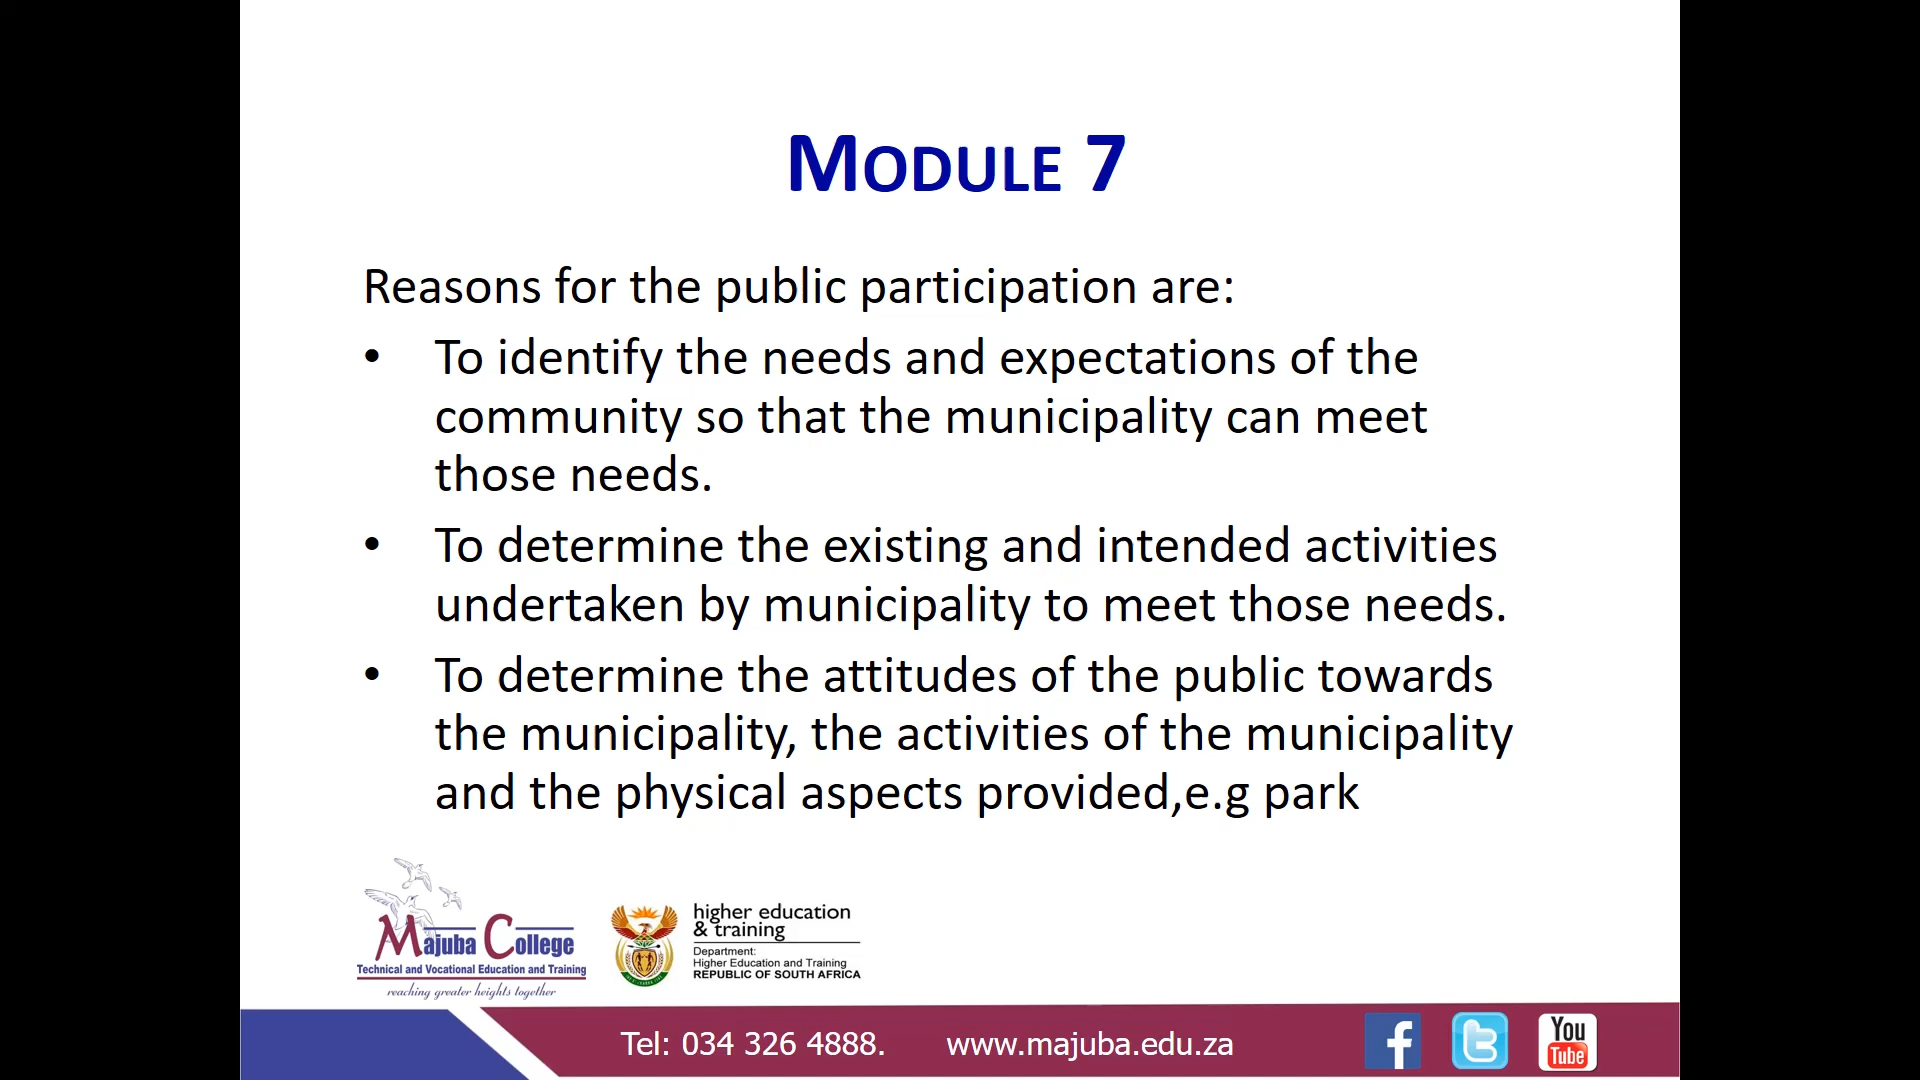 MODULE 7
Reasons for the public participation are:
• To identify the needs and expectations of the
community so that the municipality can meet
those needs.
• To determine the existing and intended activities
undertaken by municipality to meet those needs.
• To determine the attitudes of the public towards
the municipality, the activities of the municipality
and the physical aspects provided,e.g park
Majuba College
Technical and Vocational Education and Training
reaching greater heights together
higher education
& training
Department:
Higher Education and Training
REPUBLIC OF SOUTH AFRICA
Tel: 034 326 4888. www.majuba.edu.za
You
Tube